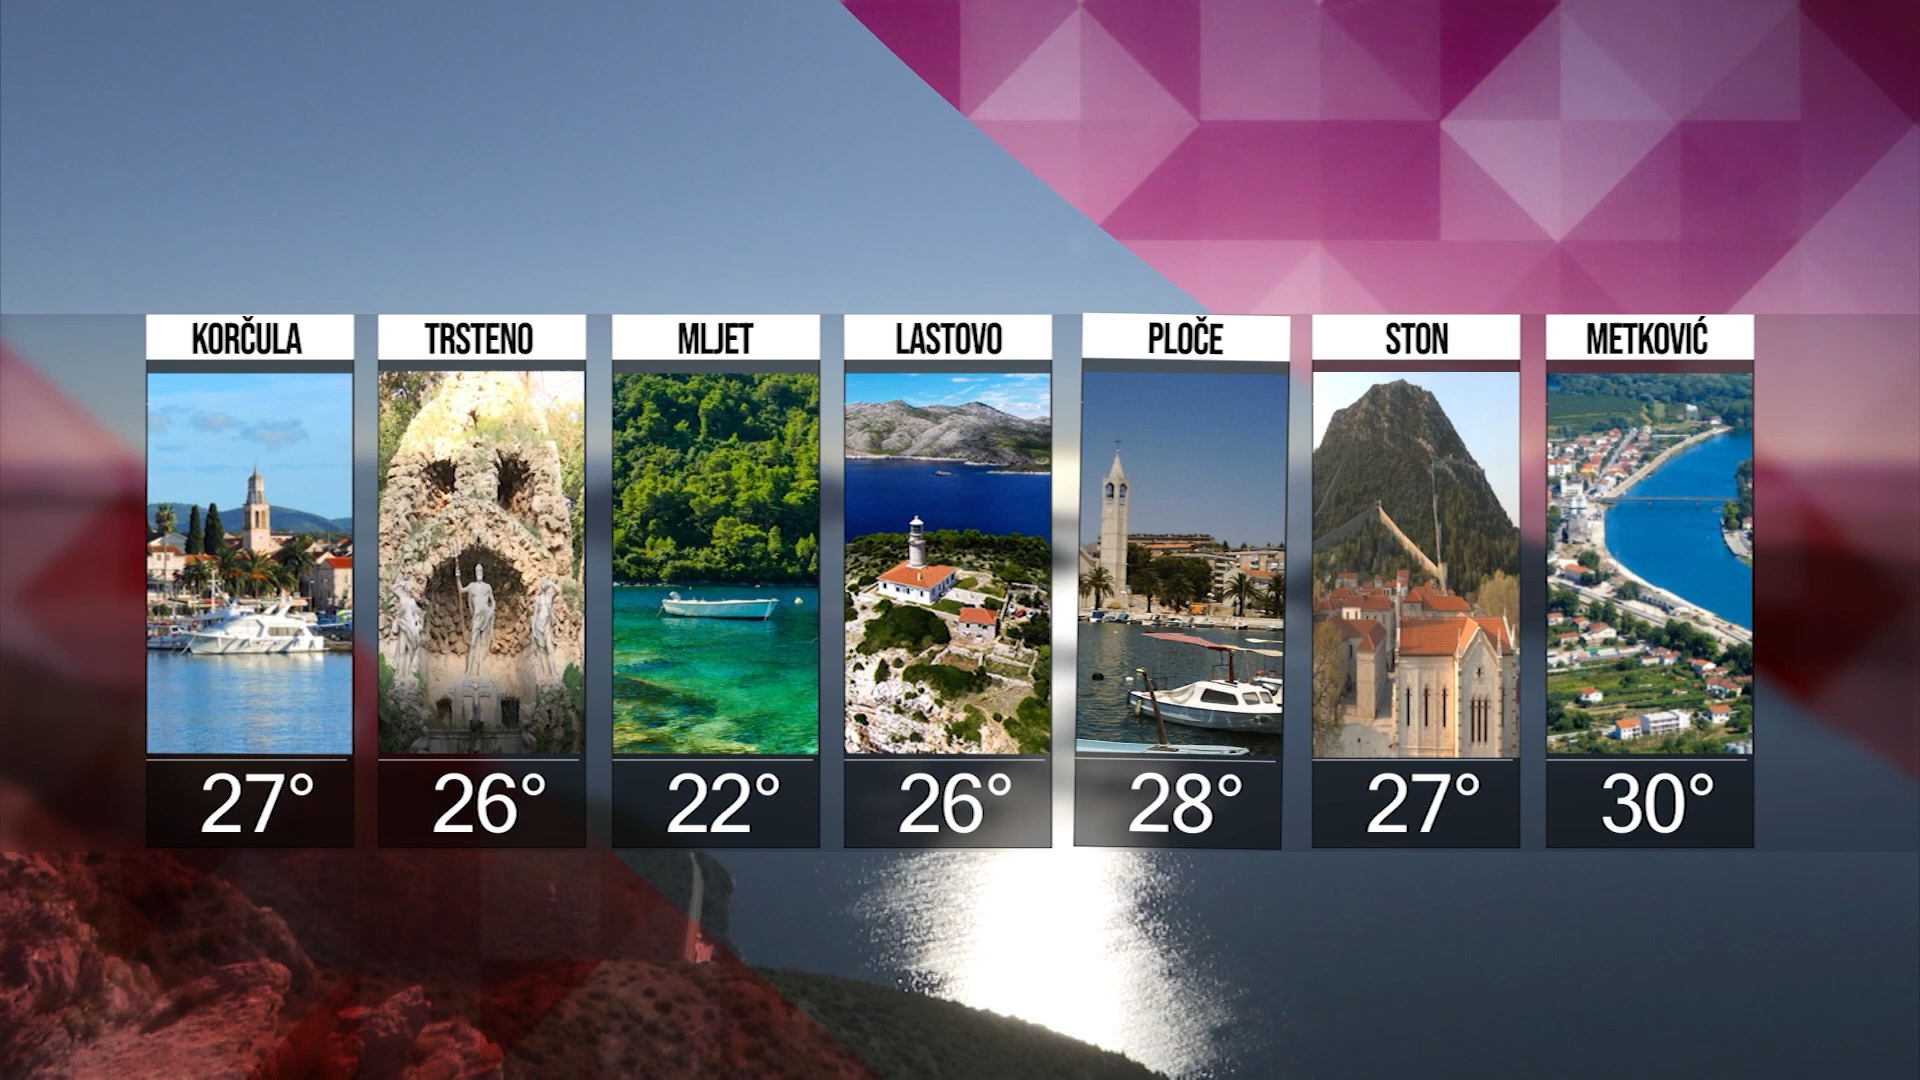 KORČULA
TRSTENO
MLJET
LASTOVO
PLOČE
STON
METKOVIĆ
27°
26°
22°
26°
28°
27°
30°